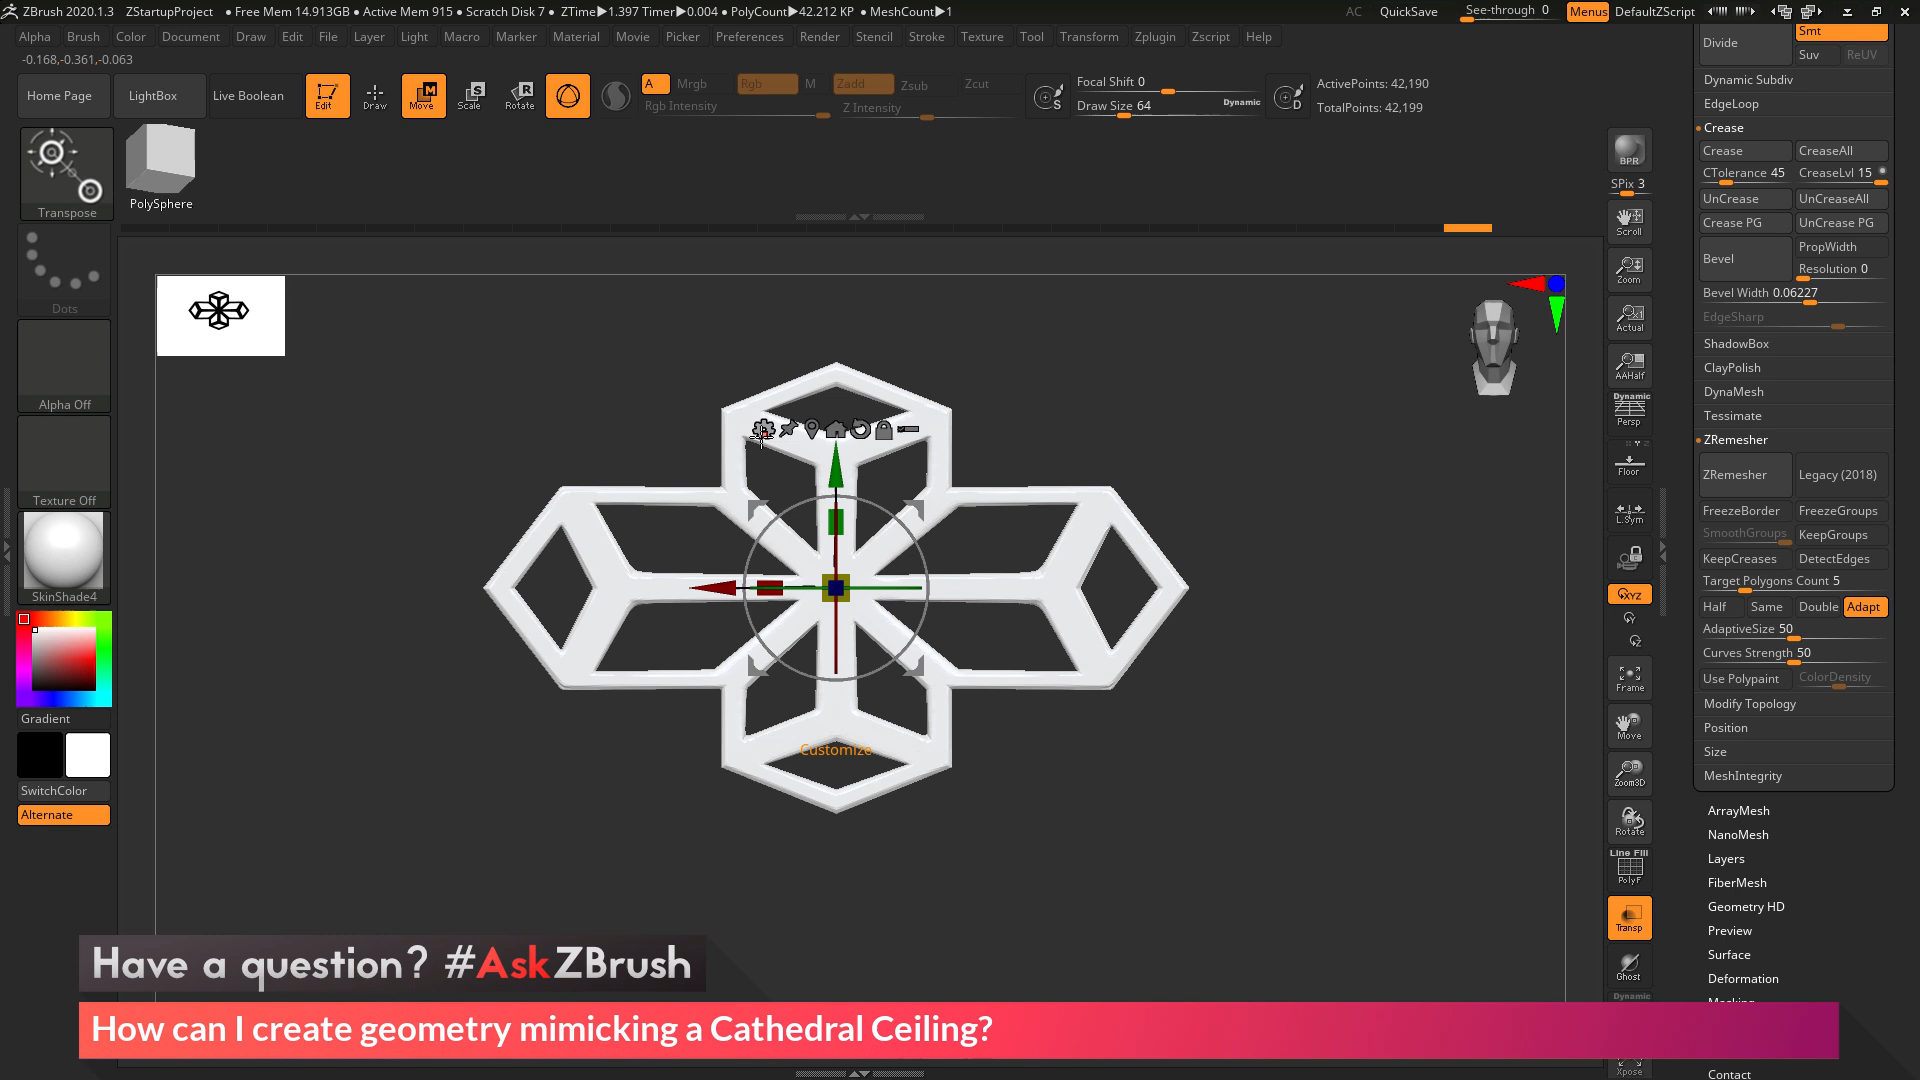 ZBrush 2020.1.3 ZStartupProject • Free Mem 14.913GB • Active Mem 915 • Scratch Disk 7 • ZTime▶1.397 Timer▶0.004 • PolyCount▶42.212 KP • MeshCount▶1 AC QuickSave See-through 0 Menus DefaultZScript
Alpha Brush Color Document Draw Edit File Layer Light Macro Marker Material Movie Picker Preferences Render Stencil Stroke Texture Tool Transform Zplugin Zscript Help
-0.168,-0.361,-0.063
Home Page LightBox Live Boolean Edit Draw Move Scale Rotate A Mrgb Rgb M Zadd Zsub Zcut
Rgb Intensity Z Intensity
S Focal Shift 0
Draw Size 64 Dynamic
D ActivePoints: 42,190
TotalPoints: 42,199
Transpose
PolySphere
Dots
Alpha Off
Texture Off
SkinShade4
Gradient
SwitchColor
Alternate
Customize
BPR
SPix 3
Scroll
Zoom
Actual
AAHalf
Dynamic
Persp
Floor
L.Sym
XYZ
Y
Z
Frame
Move
Zoom3D
Rotate
Line Fill
PolyF
Transp
Ghost
Dynamic
Xpose
Divide Smt
Suv ReUV
Dynamic Subdiv
EdgeLoop
Crease
Crease CreaseAll
CTolerance 45 CreaseLvl 15
UnCrease UnCreaseAll
Crease PG UnCrease PG
Bevel PropWidth
Resolution 0
Bevel Width 0.06227
EdgeSharp
ShadowBox
ClayPolish
DynaMesh
Tessimate
ZRemesher
ZRemesher Legacy (2018)
FreezeBorder FreezeGroups
SmoothGroups KeepGroups
KeepCreases DetectEdges
Target Polygons Count 5
Half Same Double Adapt
AdaptiveSize 50
Curves Strength 50
Use Polypaint ColorDensity
Modify Topology
Position
Size
MeshIntegrity
ArrayMesh
NanoMesh
Layers
FiberMesh
Geometry HD
Preview
Surface
Deformation
Contact
Have a question? #AskZBrush
How can I create geometry mimicking a Cathedral Ceiling?